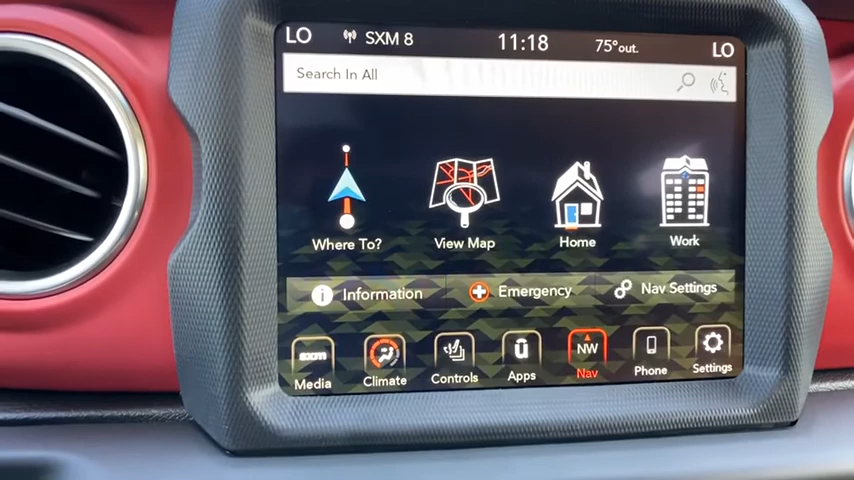 LO SXM 8 11:18 75°out. LO
Search In All
Where To? View Map Home Work
Information Emergency Nav Settings
sxm ū NW
Media Climate Controls Apps Nav Phone Settings